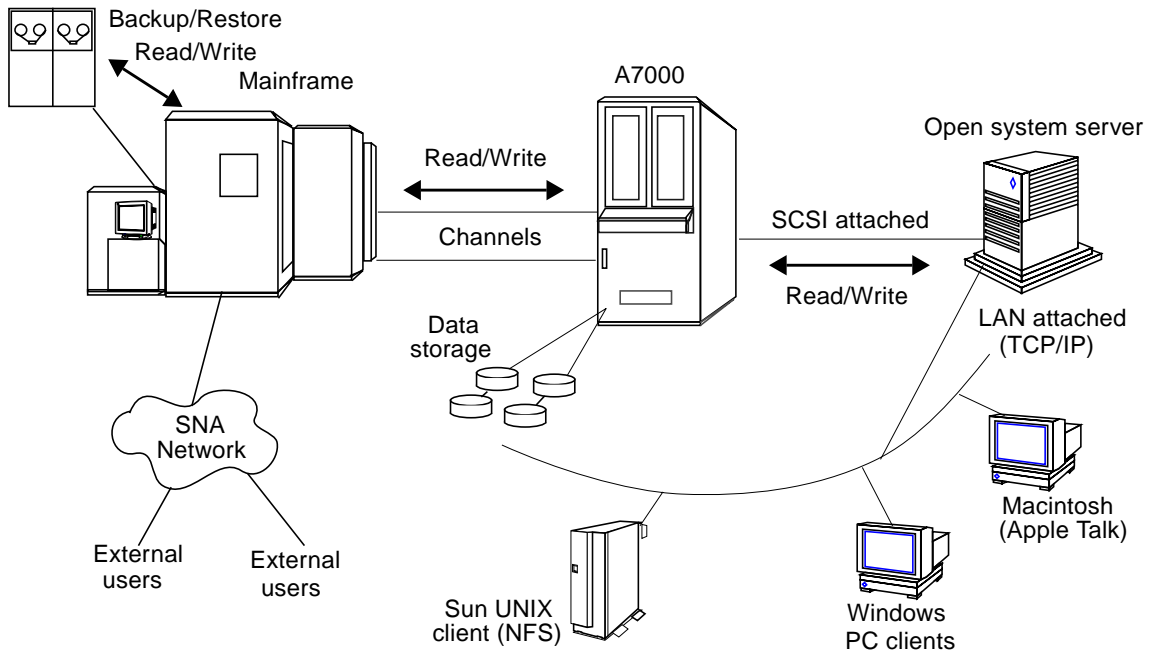 Backup/Restore
Read/Write
Mainframe
A7000
Open system server
Read/Write
Channels
SCSI attached
Read/Write
Data
storage
LAN attached
(TCP/IP)
SNA
Network
External
users
External
users
Macintosh
(Apple Talk)
Sun UNIX
client (NFS)
Windows
PC clients